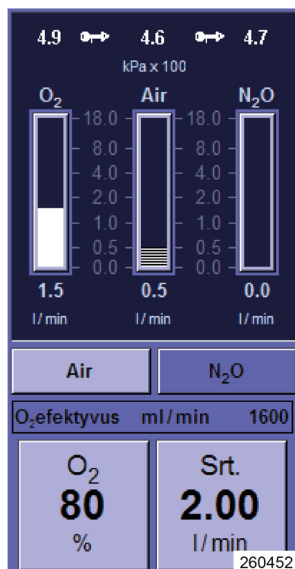 4.9 4.6 4.7
kPa x 100
O₂ Air N₂O
18.0 18.0
8.0 8.0
4.0 4.0
2.0 2.0
1.0 1.0
0.5 0.5
0.0 0.0
1.5 0.5 0.0
l/min l/min l/min
Air N₂O
O₂efektyvus ml/min 1600
O₂ Srt.
80 2.00
% l/min
260452